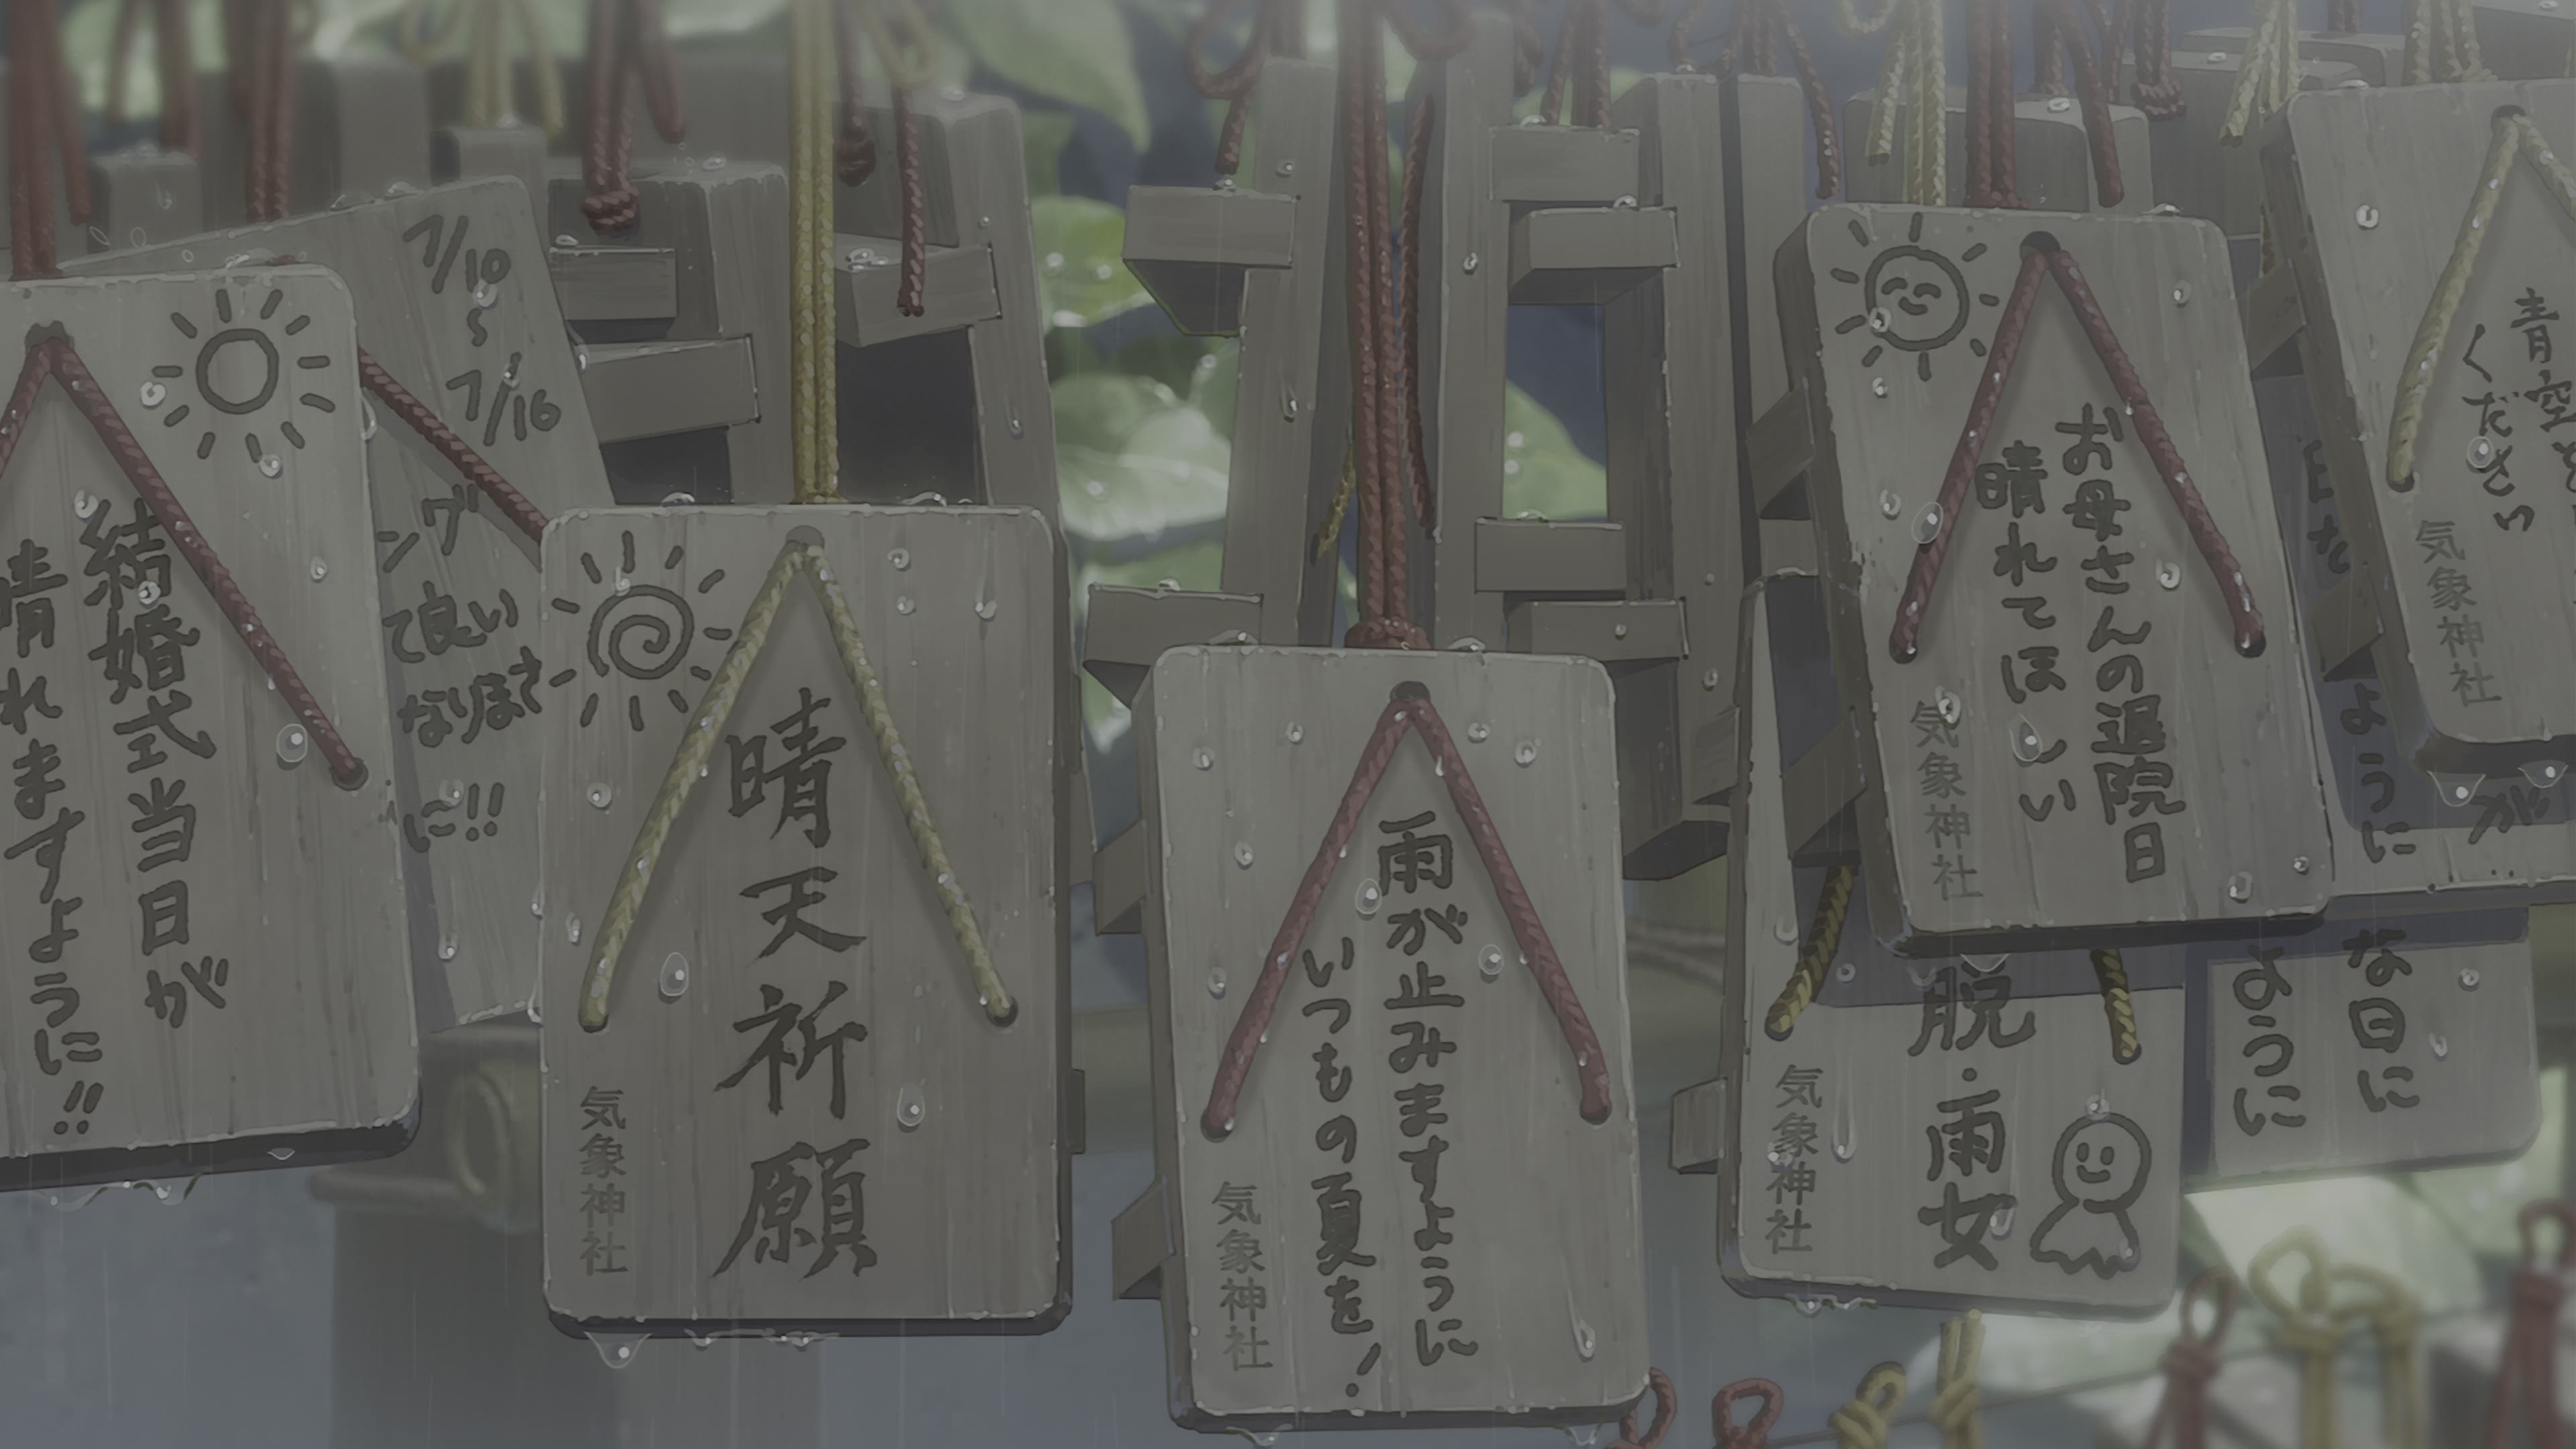 結婚式当日が
晴れますように!!
7/10
〜
7/16
ング
て良い
なりまさ
に!!
晴天祈願
気象神社
雨が止みますように
いつもの夏を!
気象神社
お母さんの退院日
晴れてほしい
気象神社
脱・雨女
気象神社
青空を
ください
気象神社
が
ように
な日に
ように